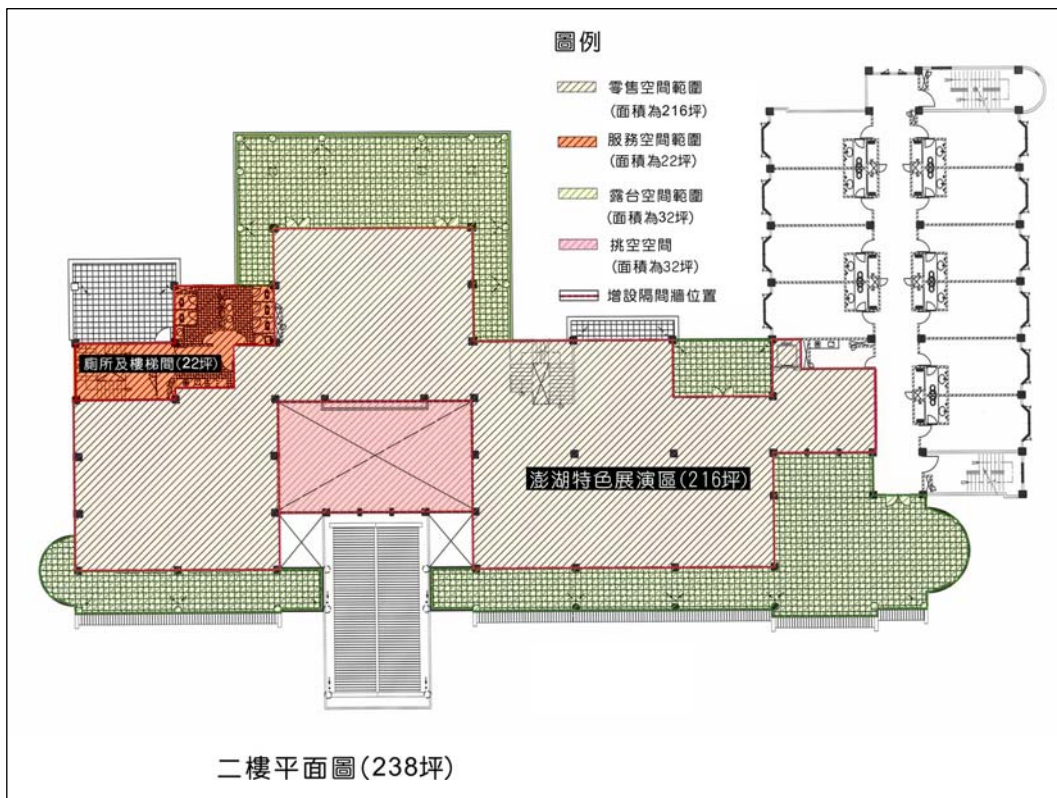 圖例
零售空間範圍
(面積為216坪)
服務空間範圍
(面積為22坪)
露台空間範圍
(面積為32坪)
挑空空間
(面積為32坪)
增設隔間牆位置
廁所及樓梯間(22坪)
澎湖特色展演區(216坪)
二樓平面圖(238坪)